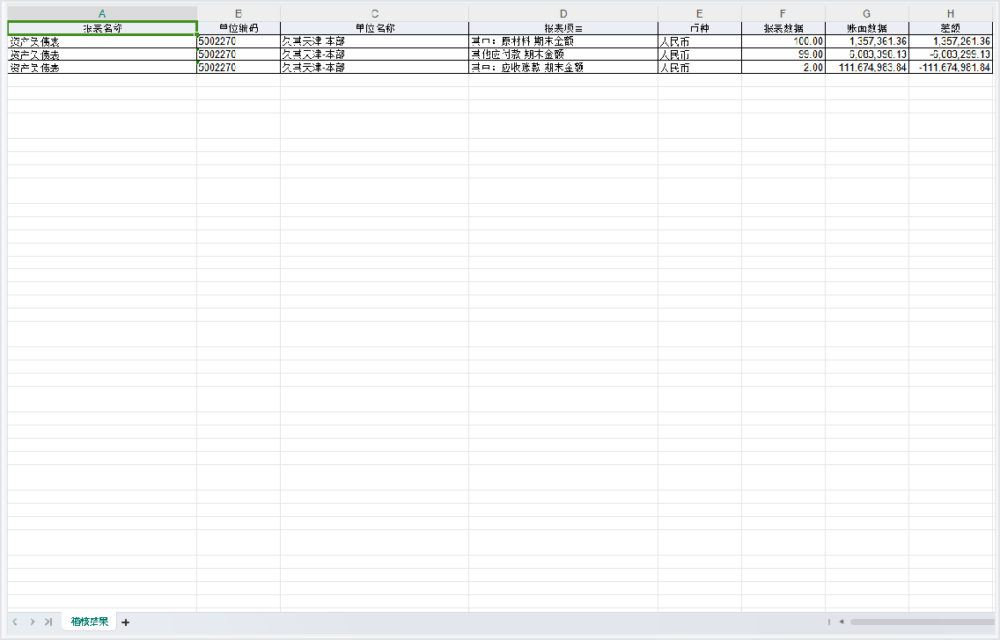 A B C D E F G H
报表名称 单位编码 单位名称 报表项目 币种 报表数据 账面数据 差额
资产负债表 5002270 久其天津-本部 其中：原材料 期末金额 人民币 100.00 1,357,361.36 1,357,261.36
资产负债表 5002270 久其天津-本部 其他应付款 期末金额 人民币 99.00 6,083,398.13 -6,083,299.13
资产负债表 5002270 久其天津-本部 其中：应收账款 期末金额 人民币 2.00 111,674,983.84 -111,674,981.84
稽核结果